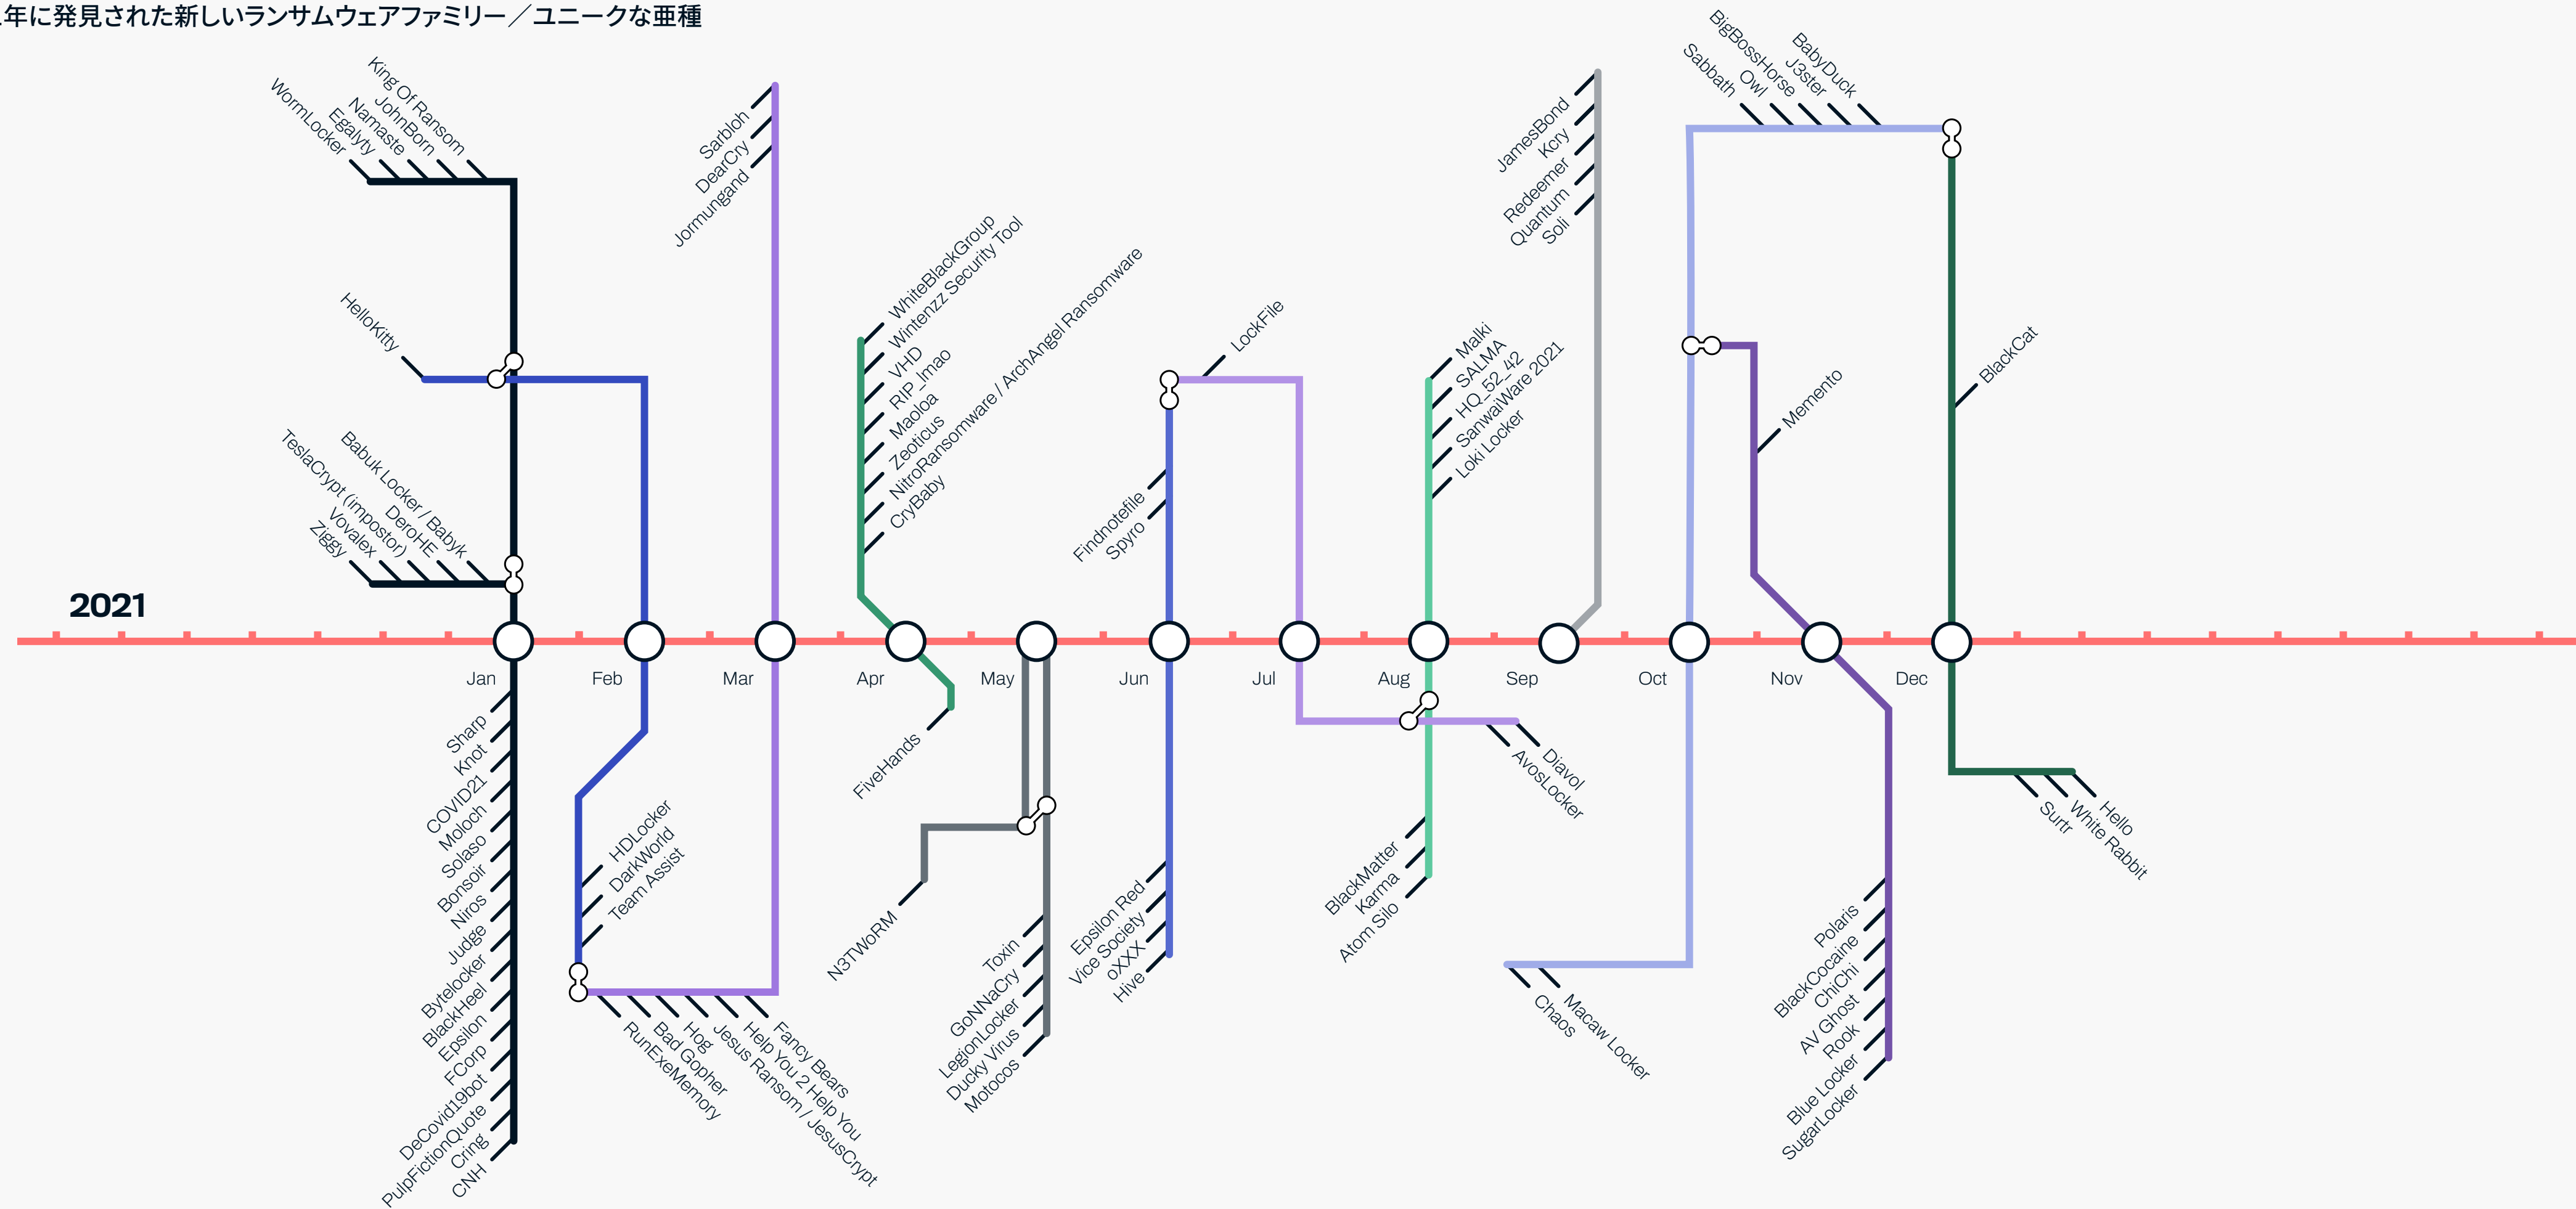 年に発見された新しいランサムウェアファミリー／ユニークな亜種
2021
WormLocker
Egalyty
Namaste
JohnBorn
King Of Ransom
HelloKitty
Ziggy
Vovalex
TeslaCrypt (impostor)
DeroHE
Babuk Locker / Babyk
Jan
Sharp
Knot
COVID21
Moloch
Solaso
Bonsoir
Niros
Judge
Bytelocker
BlackHeel
Epsilon
FCorp
DeCovid19bot
PulpFictionQuote
Cring
CNH
Feb
HDLocker
DarkWorld
Team Assist
Mar
Sarbloh
DearCry
Jormungand
RunExeMemory
Bad Gopher
Hog
Jesus Ransom / JesusCrypt
Help You 2 Help You
Fancy Bears
Apr
WhiteBlackGroup
Wintenzz Security Tool
VHD
RIP_lmao
Maoloa
Zeoticus
NitroRansomware / ArchAngel Ransomware
CryBaby
FiveHands
May
N3TWoRM
Toxin
GoNNaCry
LegionLocker
Ducky Virus
Motocos
Jun
Findnotefile
Spyro
Epsilon Red
Vice Society
oXXX
Hive
Jul
LockFile
Diavol
AvosLocker
Aug
Malki
SALMA
HQ_52_42
SanwaiWare 2021
Loki Locker
BlackMatter
Karma
Atom Silo
Sep
JamesBond
Kcry
Redeemer
Quantum
Soli
Oct
Sabbath
Owl
BigBossHorse
J3ster
BabyDuck
Chaos
Macaw Locker
Nov
Memento
Polaris
BlackCocaine
ChiChi
AV Ghost
Rook
Blue Locker
SugarLocker
Dec
BlackCat
Surtr
White Rabbit
Hello